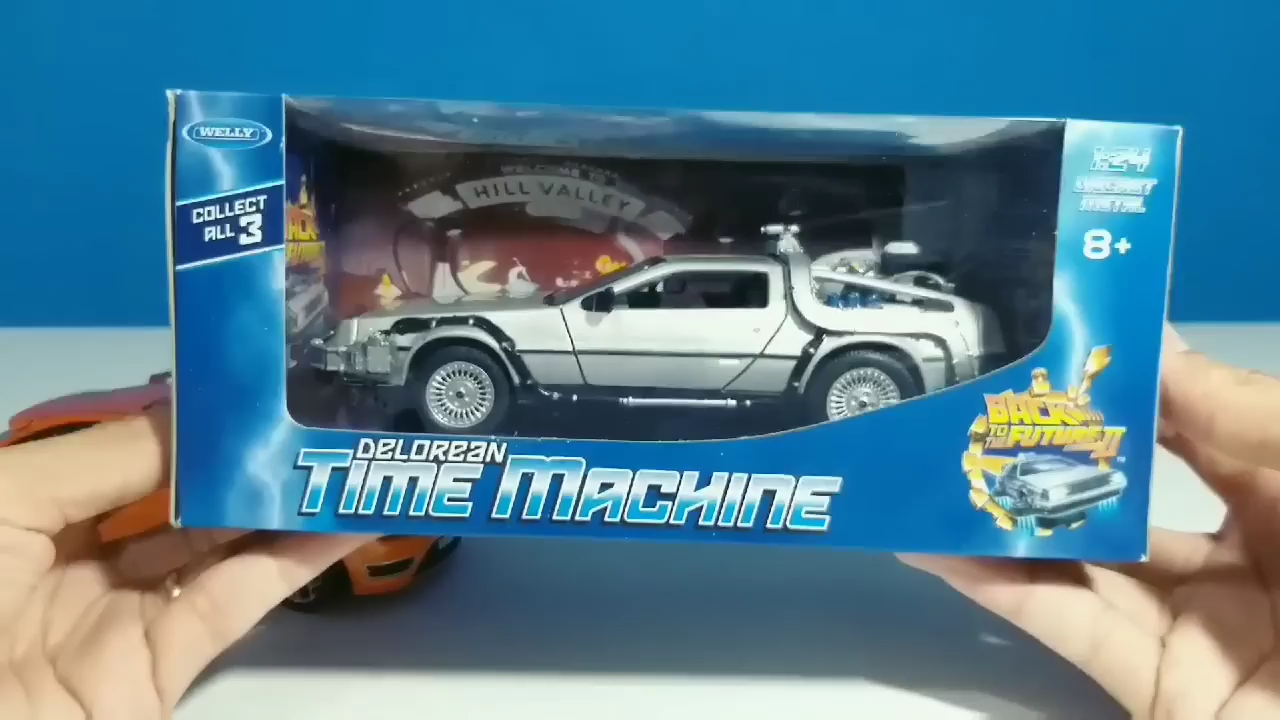 WELLY
COLLECT
ALL 3
WELCOME TO
HILL VALLEY
1:24
DIECAST
METAL
8+
BACK
TO
THE FUTURE II
TM
DELOREAN
TIME MACHINE